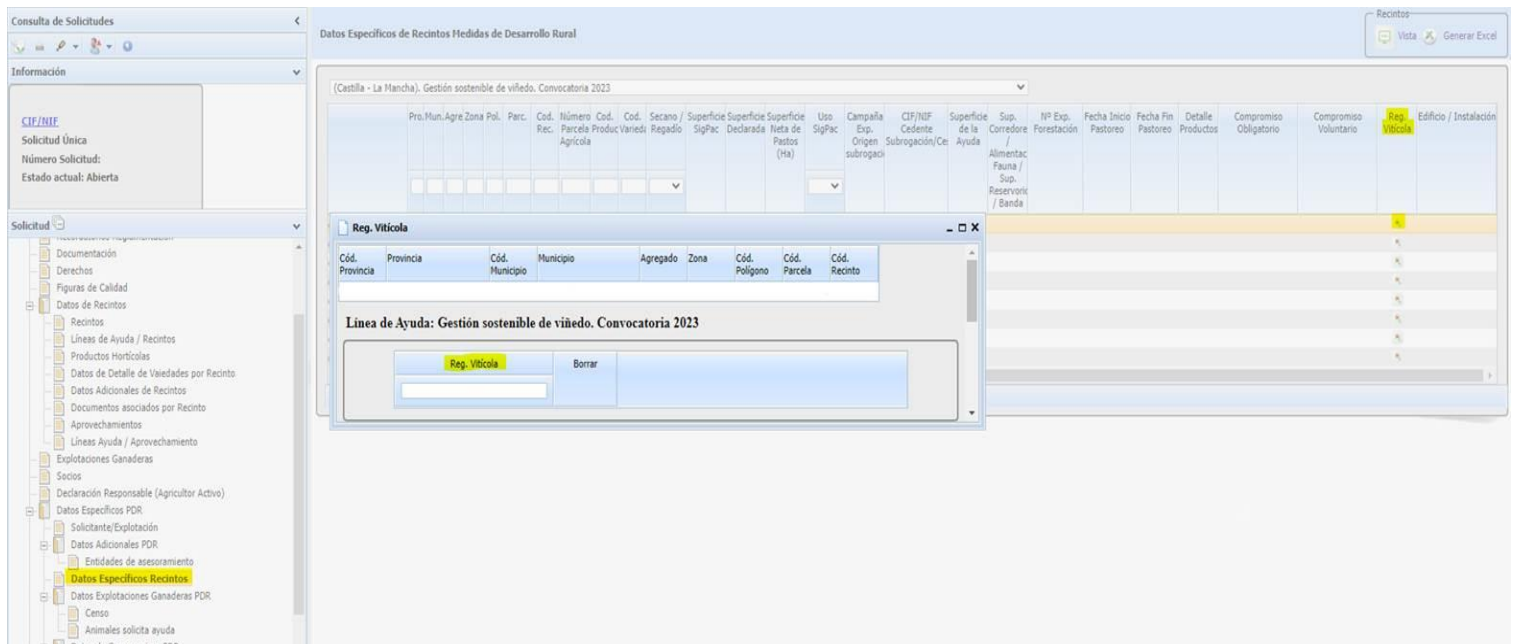 Consulta de Solicitudes
Información
CIF/NIF
Solicitud Única
Número Solicitud:
Estado actual: Abierta
Solicitud
Documentación
Derechos
Figuras de Calidad
Datos de Recintos
Recintos
Líneas de Ayuda / Recintos
Productos Hortícolas
Datos de Detalle de Vaiedades por Recinto
Datos Adicionales de Recintos
Documentos asociados por Recinto
Aprovechamientos
Líneas Ayuda / Aprovechamiento
Explotaciones Ganaderas
Socios
Declaración Responsable (Agricultor Activo)
Datos Específicos PDR
Solicitante/Explotación
Datos Adicionales PDR
Entidades de asesoramiento
Datos Específicos Recintos
Datos Explotaciones Ganaderas PDR
Censo
Animales solicita ayuda
Datos Específicos de Recintos Medidas de Desarrollo Rural
Recintos
Vista Generar Excel
(Castilla - La Mancha). Gestión sostenible de viñedo. Convocatoria 2023
Pro. Mun. Agre Zona Pol. Parc. Cod. Número Cod. Cod. Secano / Superficie Superficie Superficie Uso Campaña CIF/NIF Superficie Sup. Nº Exp. Fecha Inicio Fecha Fin Detalle Compromiso Compromiso Reg. Edificio / Instalación
Rec. Parcela Produc Varieda Regadío SigPac Declarada Neta de SigPac Exp. Cedente de la Corredore Forestación Pastoreo Pastoreo Productos Obligatorio Voluntario Vitícola
Agrícola Pastos Origen Subrogación/Ce Ayuda /
(Ha) subrogació Alimentac
Fauna /
Sup.
Reservorio
/ Banda
Reg. Vitícola
Cód. Provincia Cód. Municipio Agregado Zona Cód. Cód. Cód.
Provincia Municipio Polígono Parcela Recinto
Línea de Ayuda: Gestión sostenible de viñedo. Convocatoria 2023
Reg. Vitícola Borrar